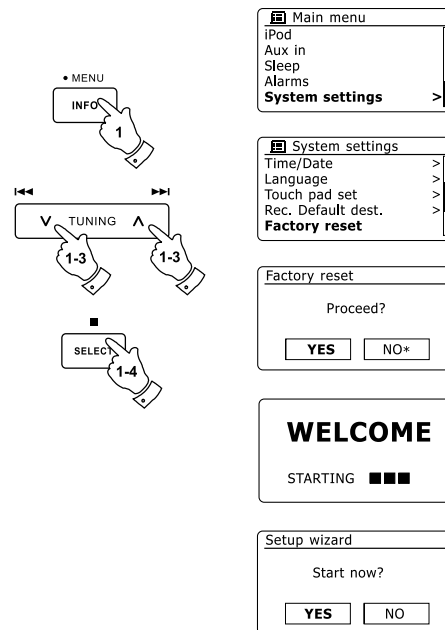 • MENU
INFO
1
V TUNING Λ
1-3
1-3
SELECT
1-4
Main menu
iPod
Aux in
Sleep
Alarms
System settings >
System settings
Time/Date >
Language >
Touch pad set >
Rec. Default dest. >
Factory reset
Factory reset
Proceed?
YES NO*
WELCOME
STARTING
Setup wizard
Start now?
YES NO